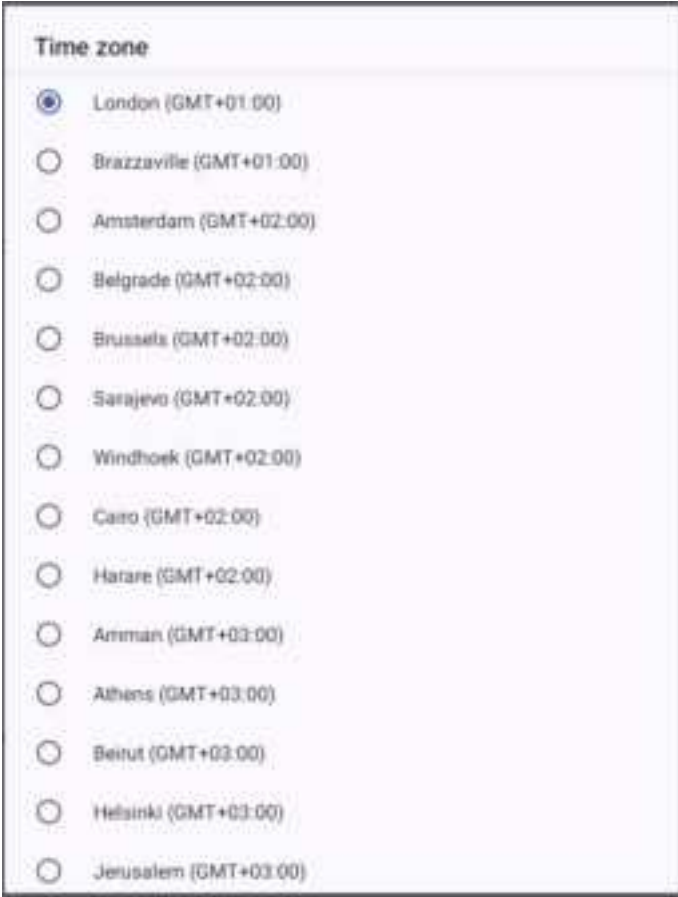 Time zone
London (GMT+01:00)
Brazzaville (GMT+01:00)
Amsterdam (GMT+02:00)
Belgrade (GMT+02:00)
Brussels (GMT+02:00)
Sarajevo (GMT+02:00)
Windhoek (GMT+02:00)
Cairo (GMT+02:00)
Harare (GMT+02:00)
Amman (GMT+03:00)
Athens (GMT+03:00)
Beirut (GMT+03:00)
Helsinki (GMT+03:00)
Jerusalem (GMT+03:00)